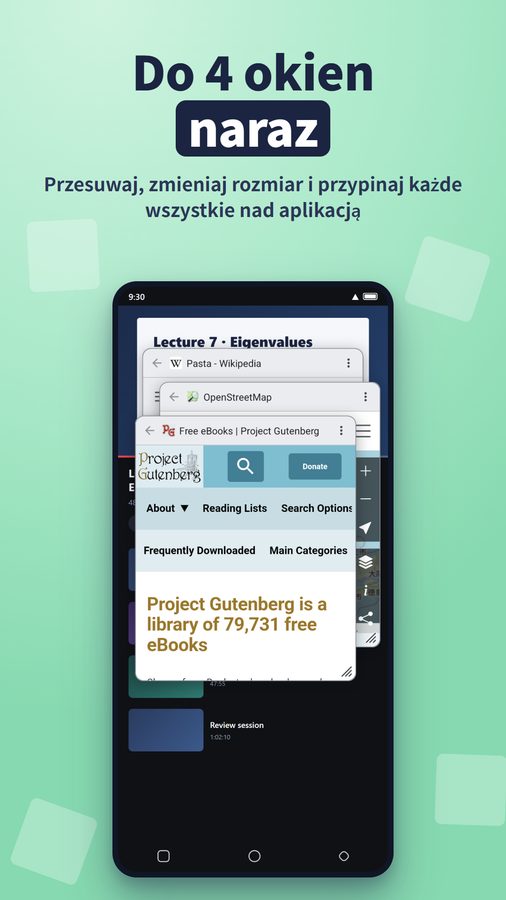 Do 4 okien
naraz
Przesuwaj, zmieniaj rozmiar i przypinaj każde
wszystkie nad aplikacją
9:30
Lecture 7 · Eigenvalues
Pasta - Wikipedia
OpenStreetMap
Free eBooks | Project Gutenberg
Project
Gutenberg
Donate
About ▼ Reading Lists Search Options
Frequently Downloaded Main Categories
Project Gutenberg is a
library of 79,731 free
eBooks
47:55
Review session
1:02:10